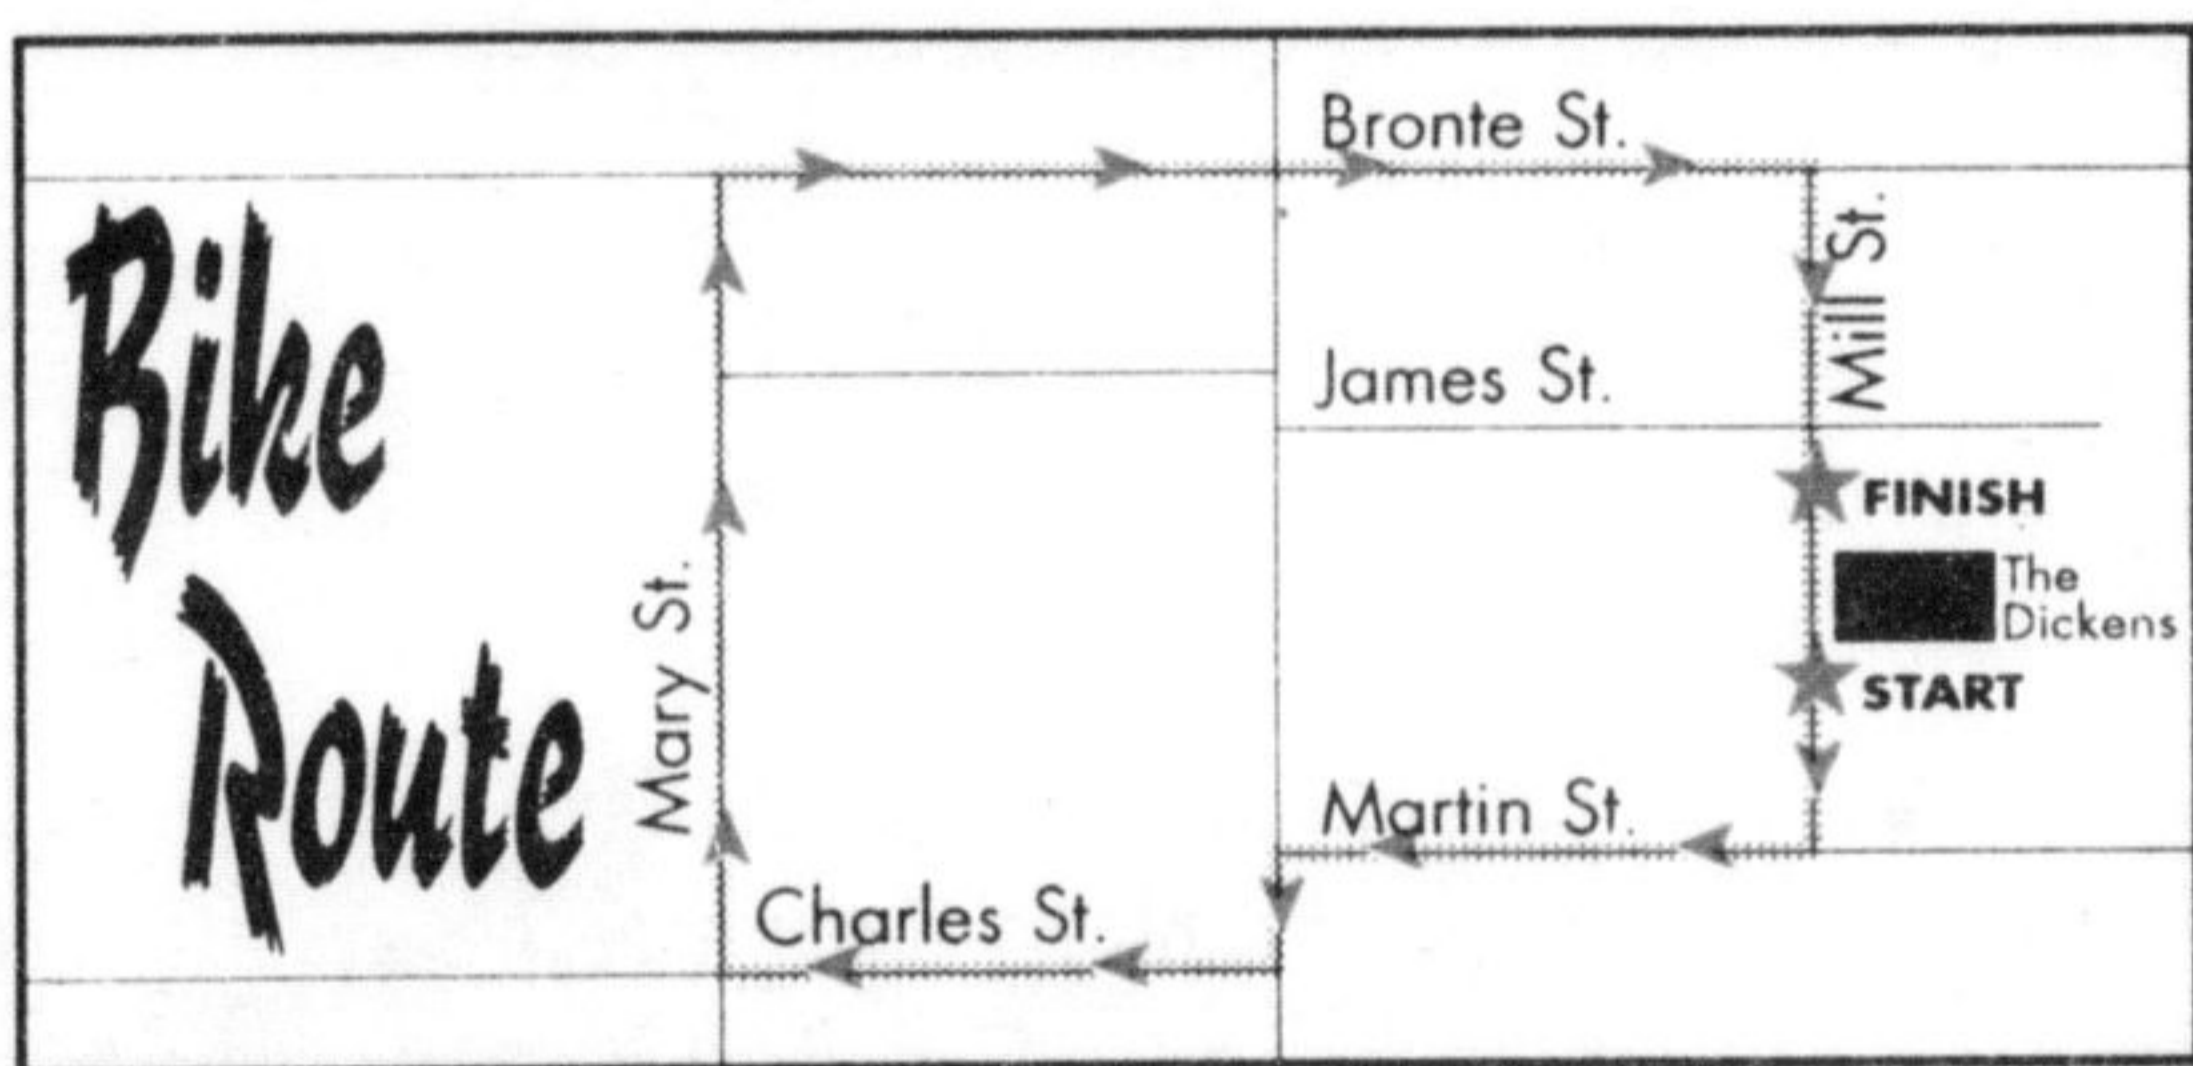 Bike
Route
Bronte St.
Mill St.
James St.
FINISH
The
Dickens
START
Mary St.
Martin St.
Charles St.